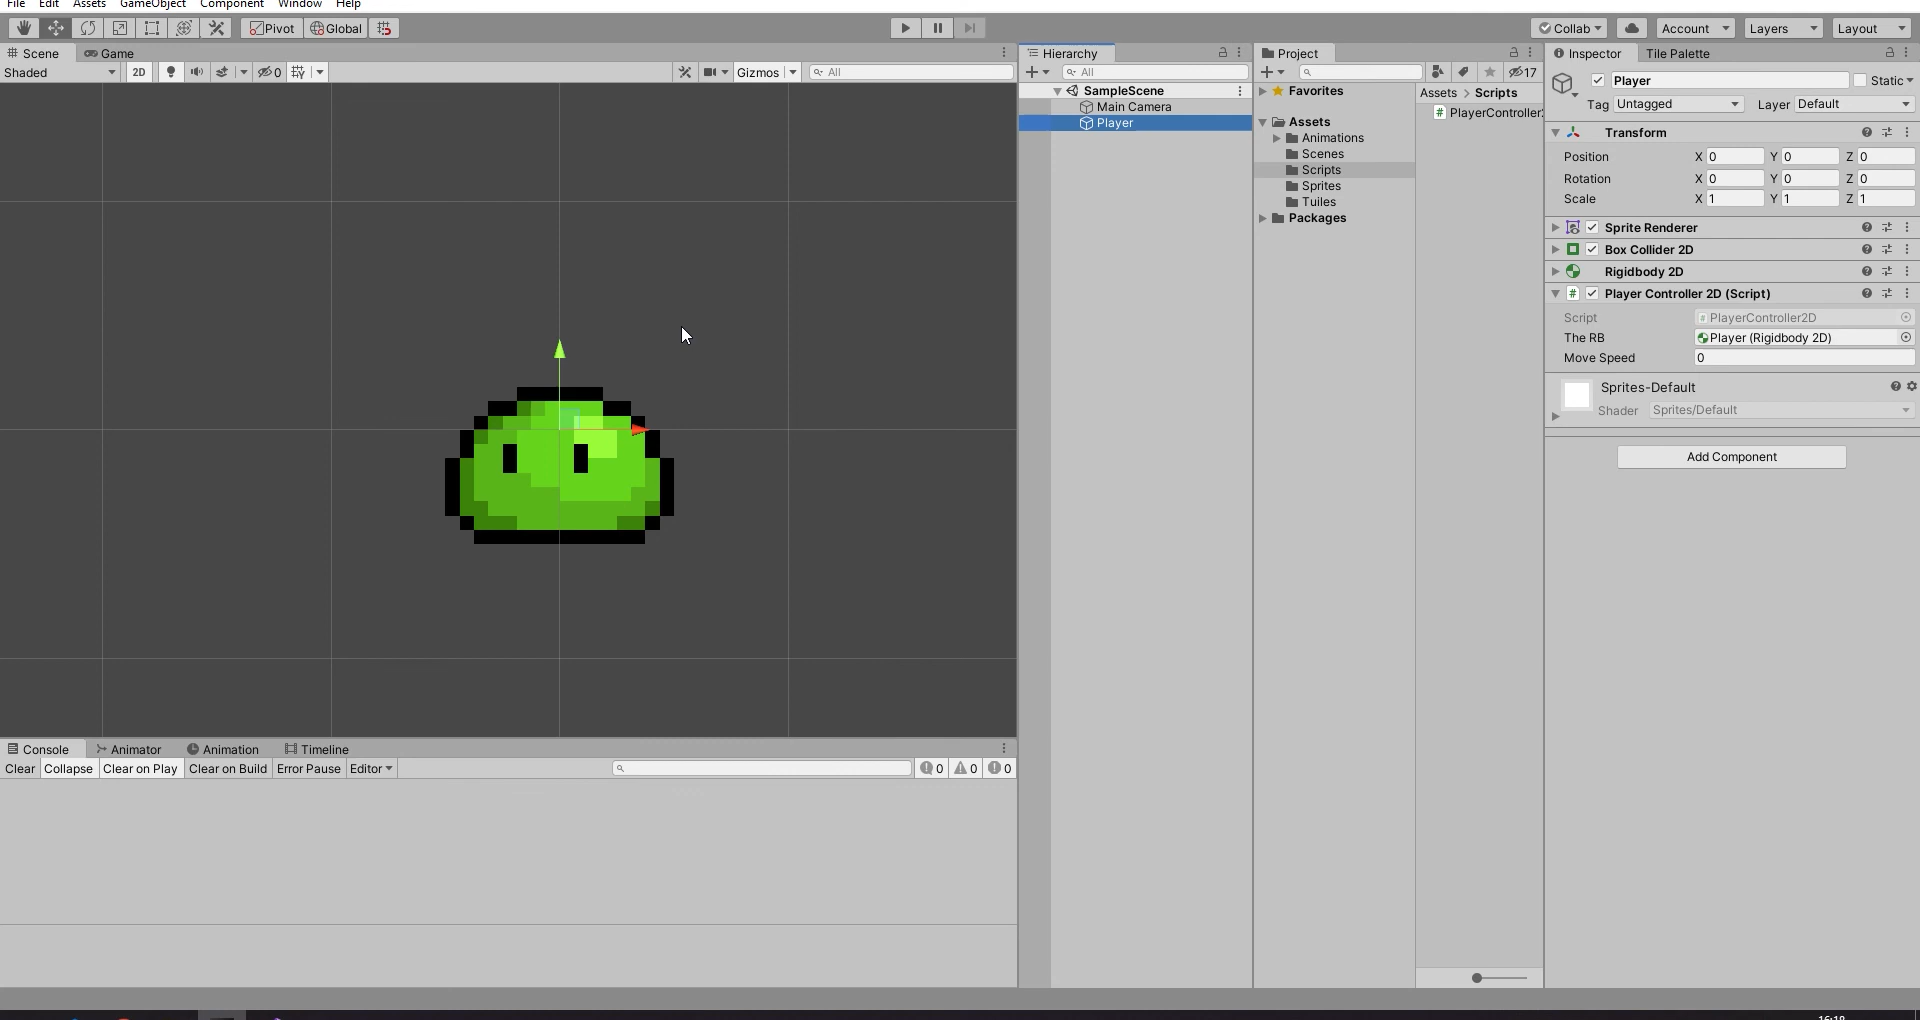 File Edit Assets GameObject Component Window Help
Pivot Global Collab Account Layers Layout
Scene Game
Shaded 2D 0 Gizmos All
Console Animator Animation Timeline
Clear Collapse Clear on Play Clear on Build Error Pause Editor 0 0 0
Hierarchy
All
SampleScene
Main Camera
Player
Project
17
Favorites
Assets
Animations
Scenes
Scripts
Sprites
Tuiles
Packages
Assets > Scripts
PlayerController
Inspector Tile Palette
Player Static
Tag Untagged Layer Default
Transform
Position X 0 Y 0 Z 0
Rotation X 0 Y 0 Z 0
Scale X 1 Y 1 Z 1
Sprite Renderer
Box Collider 2D
Rigidbody 2D
Player Controller 2D (Script)
Script PlayerController2D
The RB Player (Rigidbody 2D)
Move Speed 0
Sprites-Default
Shader Sprites/Default
Add Component